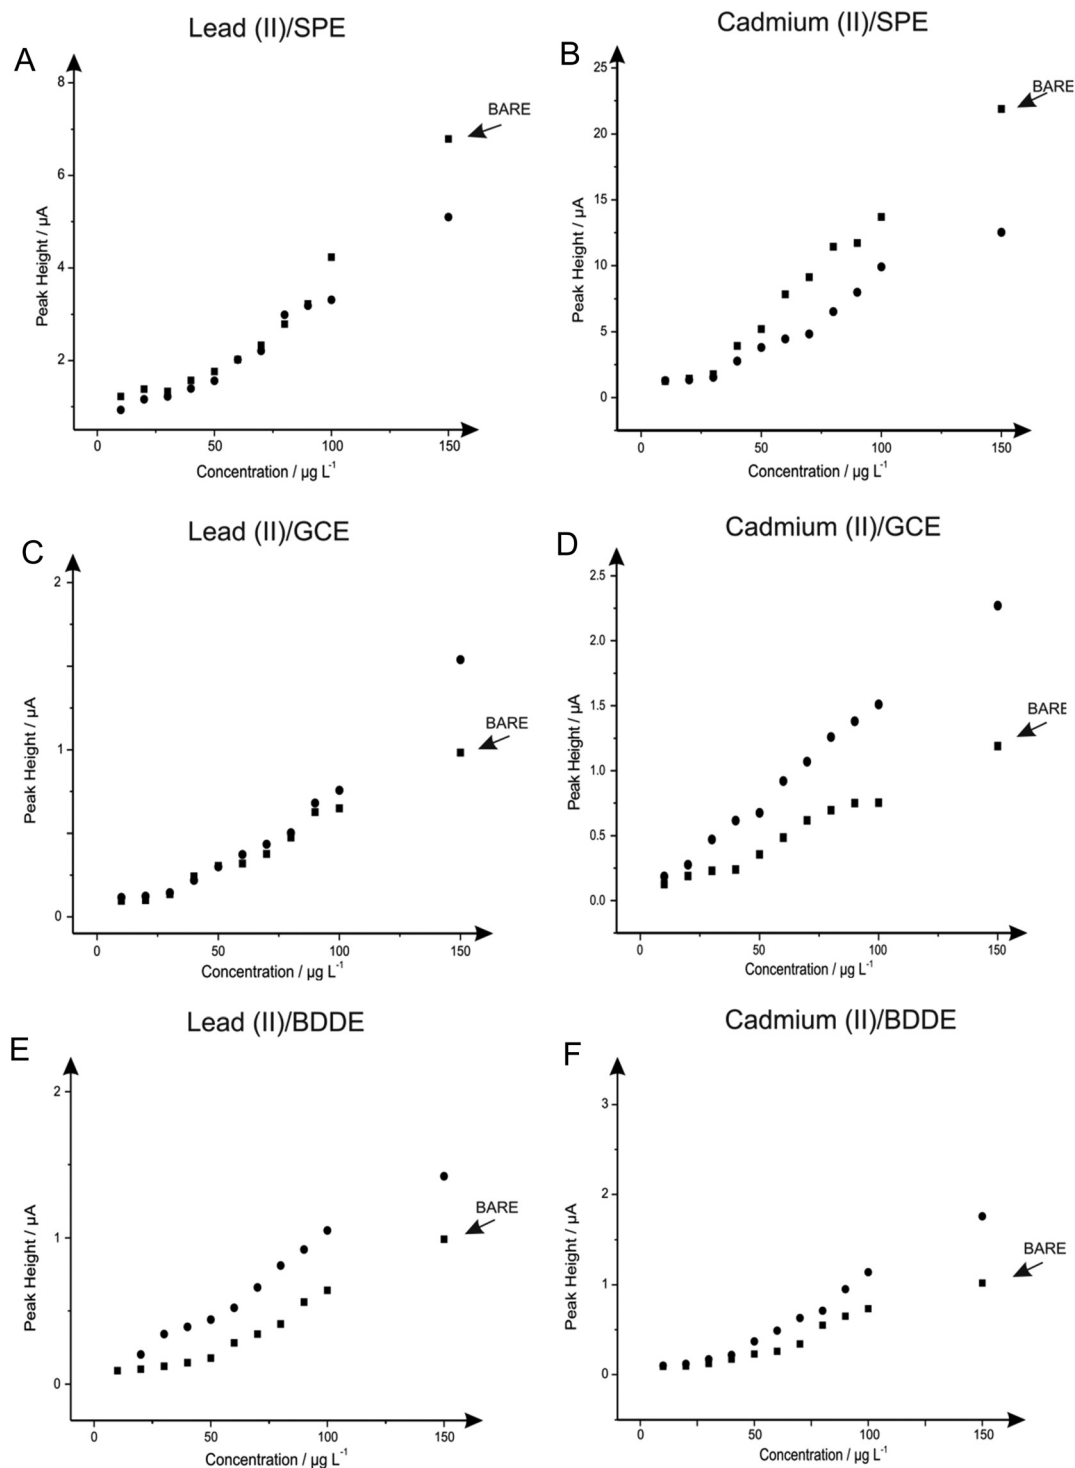 Lead (II)/SPE
A
8
6
4
2
Peak Height / µA
BARE
0 50 100 150
Concentration / µg L-1
Cadmium (II)/SPE
B
25
20
15
10
5
0
Peak Height / µA
BARE
0 50 100 150
Concentration / µg L-1
Lead (II)/GCE
C
2
1
0
Peak Height / µA
BARE
0 50 100 150
Concentration / µg L-1
Cadmium (II)/GCE
D
2.5
2.0
1.5
1.0
0.5
0.0
Peak Height / µA
BARE
0 50 100 150
Concentration / µg L-1
Lead (II)/BDDE
E
2
1
0
Peak Height / µA
BARE
0 50 100 150
Concentration / µg L-1
Cadmium (II)/BDDE
F
3
2
1
0
Peak Height / µA
BARE
0 50 100 150
Concentration / µg L-1